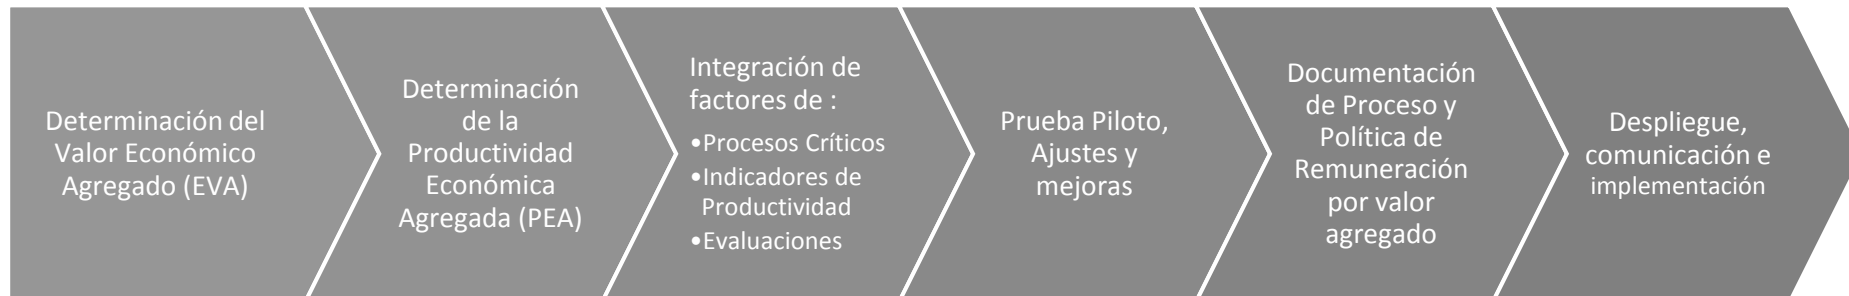 Determinación del
Valor Económico
Agregado (EVA)
Determinación
de la
Productividad
Económica
Agregada (PEA)
Integración de
factores de :
•Procesos Críticos
•Indicadores de
Productividad
•Evaluaciones
Prueba Piloto,
Ajustes y
mejoras
Documentación
de Proceso y
Política de
Remuneración
por valor
agregado
Despliegue,
comunicación e
implementación